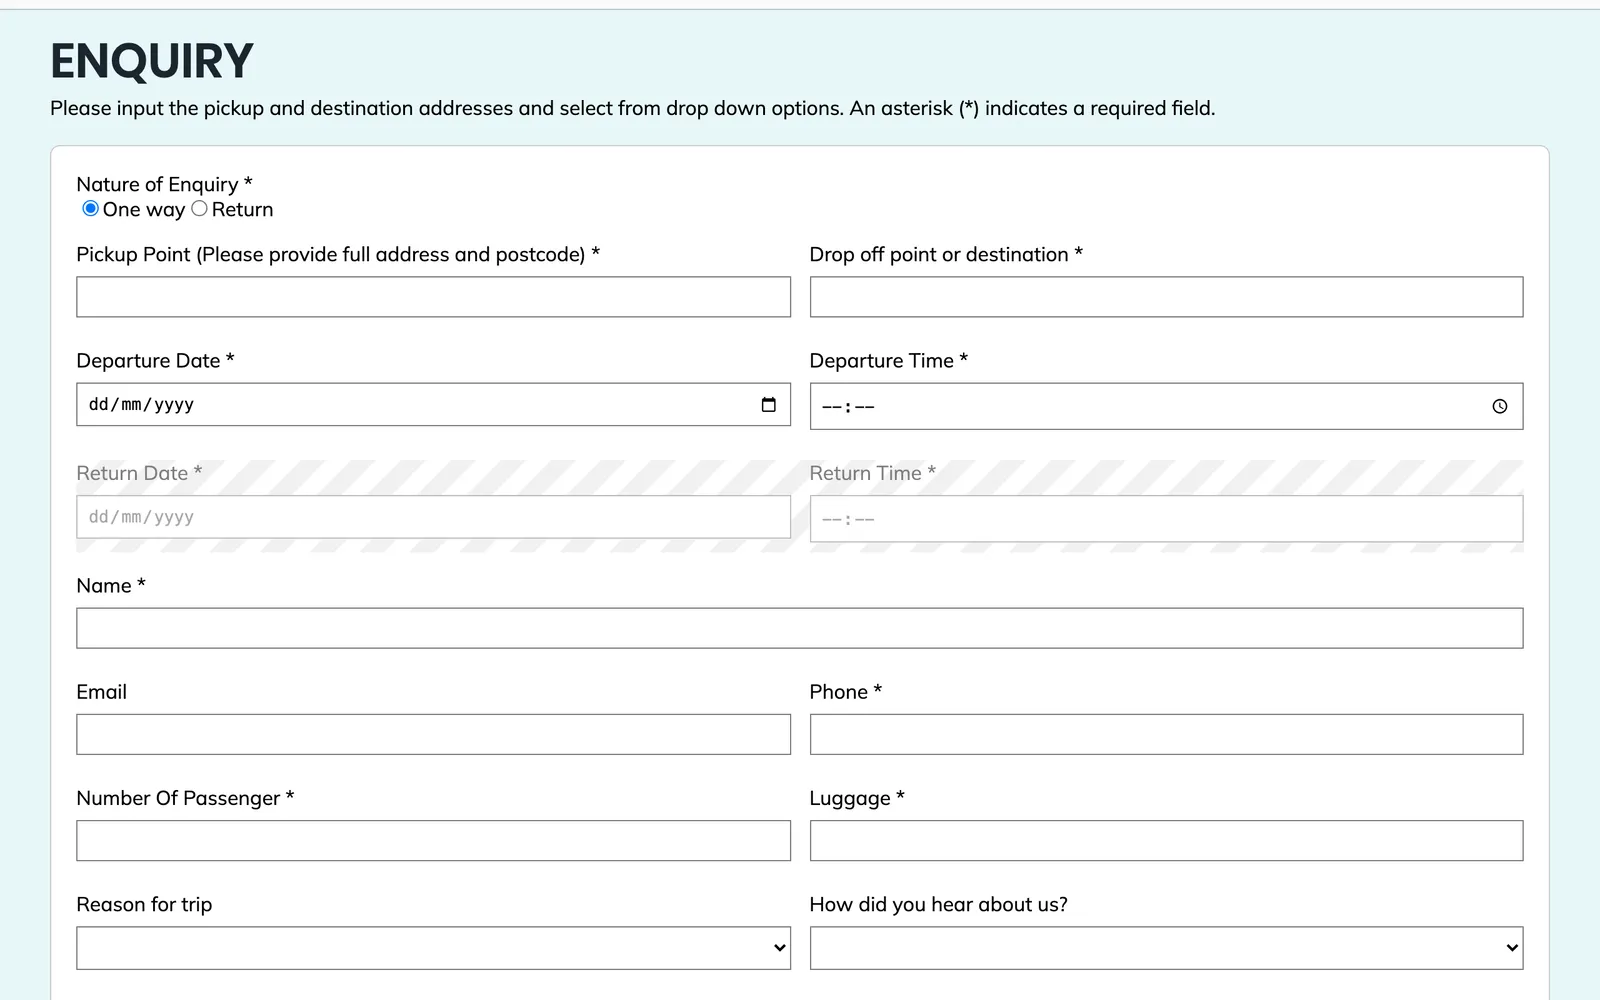 ENQUIRY
Please input the pickup and destination addresses and select from drop down options. An asterisk (*) indicates a required field.
Nature of Enquiry *
One way Return
Pickup Point (Please provide full address and postcode) *
Drop off point or destination *
Departure Date *
Departure Time *
dd/mm/yyyy
--:--
Return Date *
Return Time *
dd/mm/yyyy
--:--
Name *
Email
Phone *
Number Of Passenger *
Luggage *
Reason for trip
How did you hear about us?